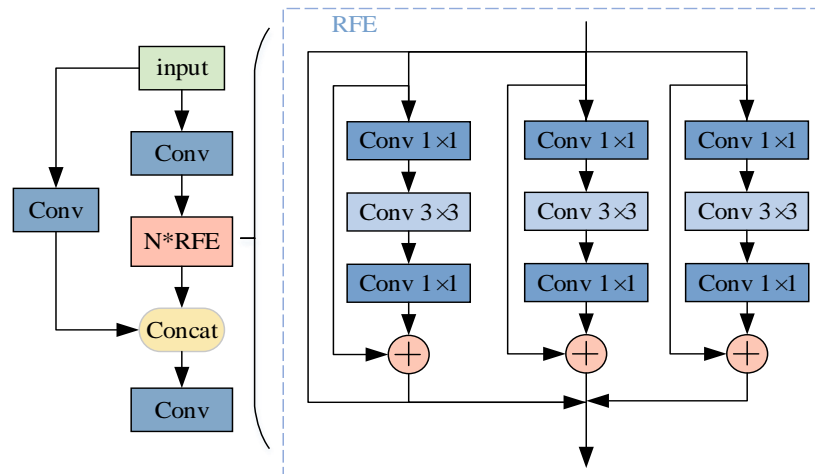 input
Conv
Conv
N*RFE
Concat
Conv
RFE
Conv 1×1
Conv 1×1
Conv 1×1
Conv 3×3
Conv 3×3
Conv 3×3
Conv 1×1
Conv 1×1
Conv 1×1
+
+
+